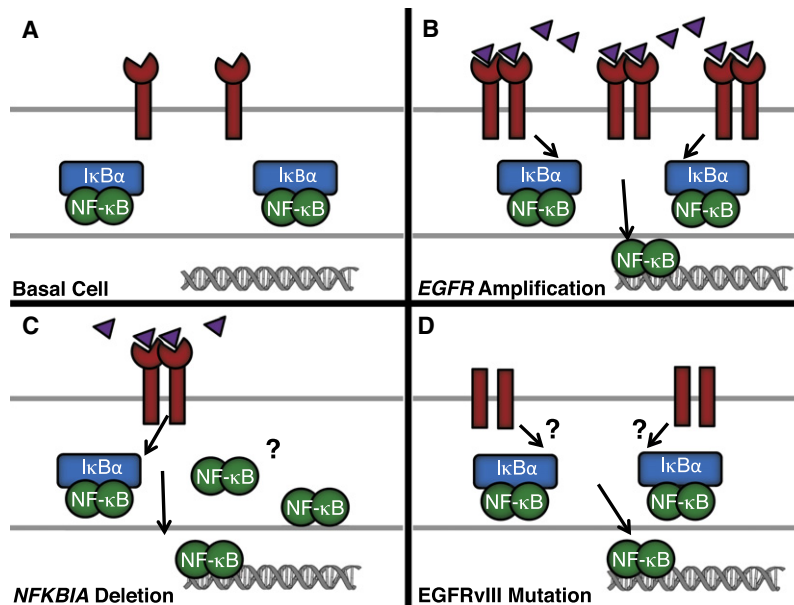 A
IκBα
NF-κB
IκBα
NF-κB
Basal Cell
B
IκBα
NF-κB
IκBα
NF-κB
NF-κB
EGFR Amplification
C
IκBα
NF-κB
NF-κB
?
NF-κB
NF-κB
NFKBIA Deletion
D
?
?
IκBα
NF-κB
IκBα
NF-κB
NF-κB
EGFRvIII Mutation